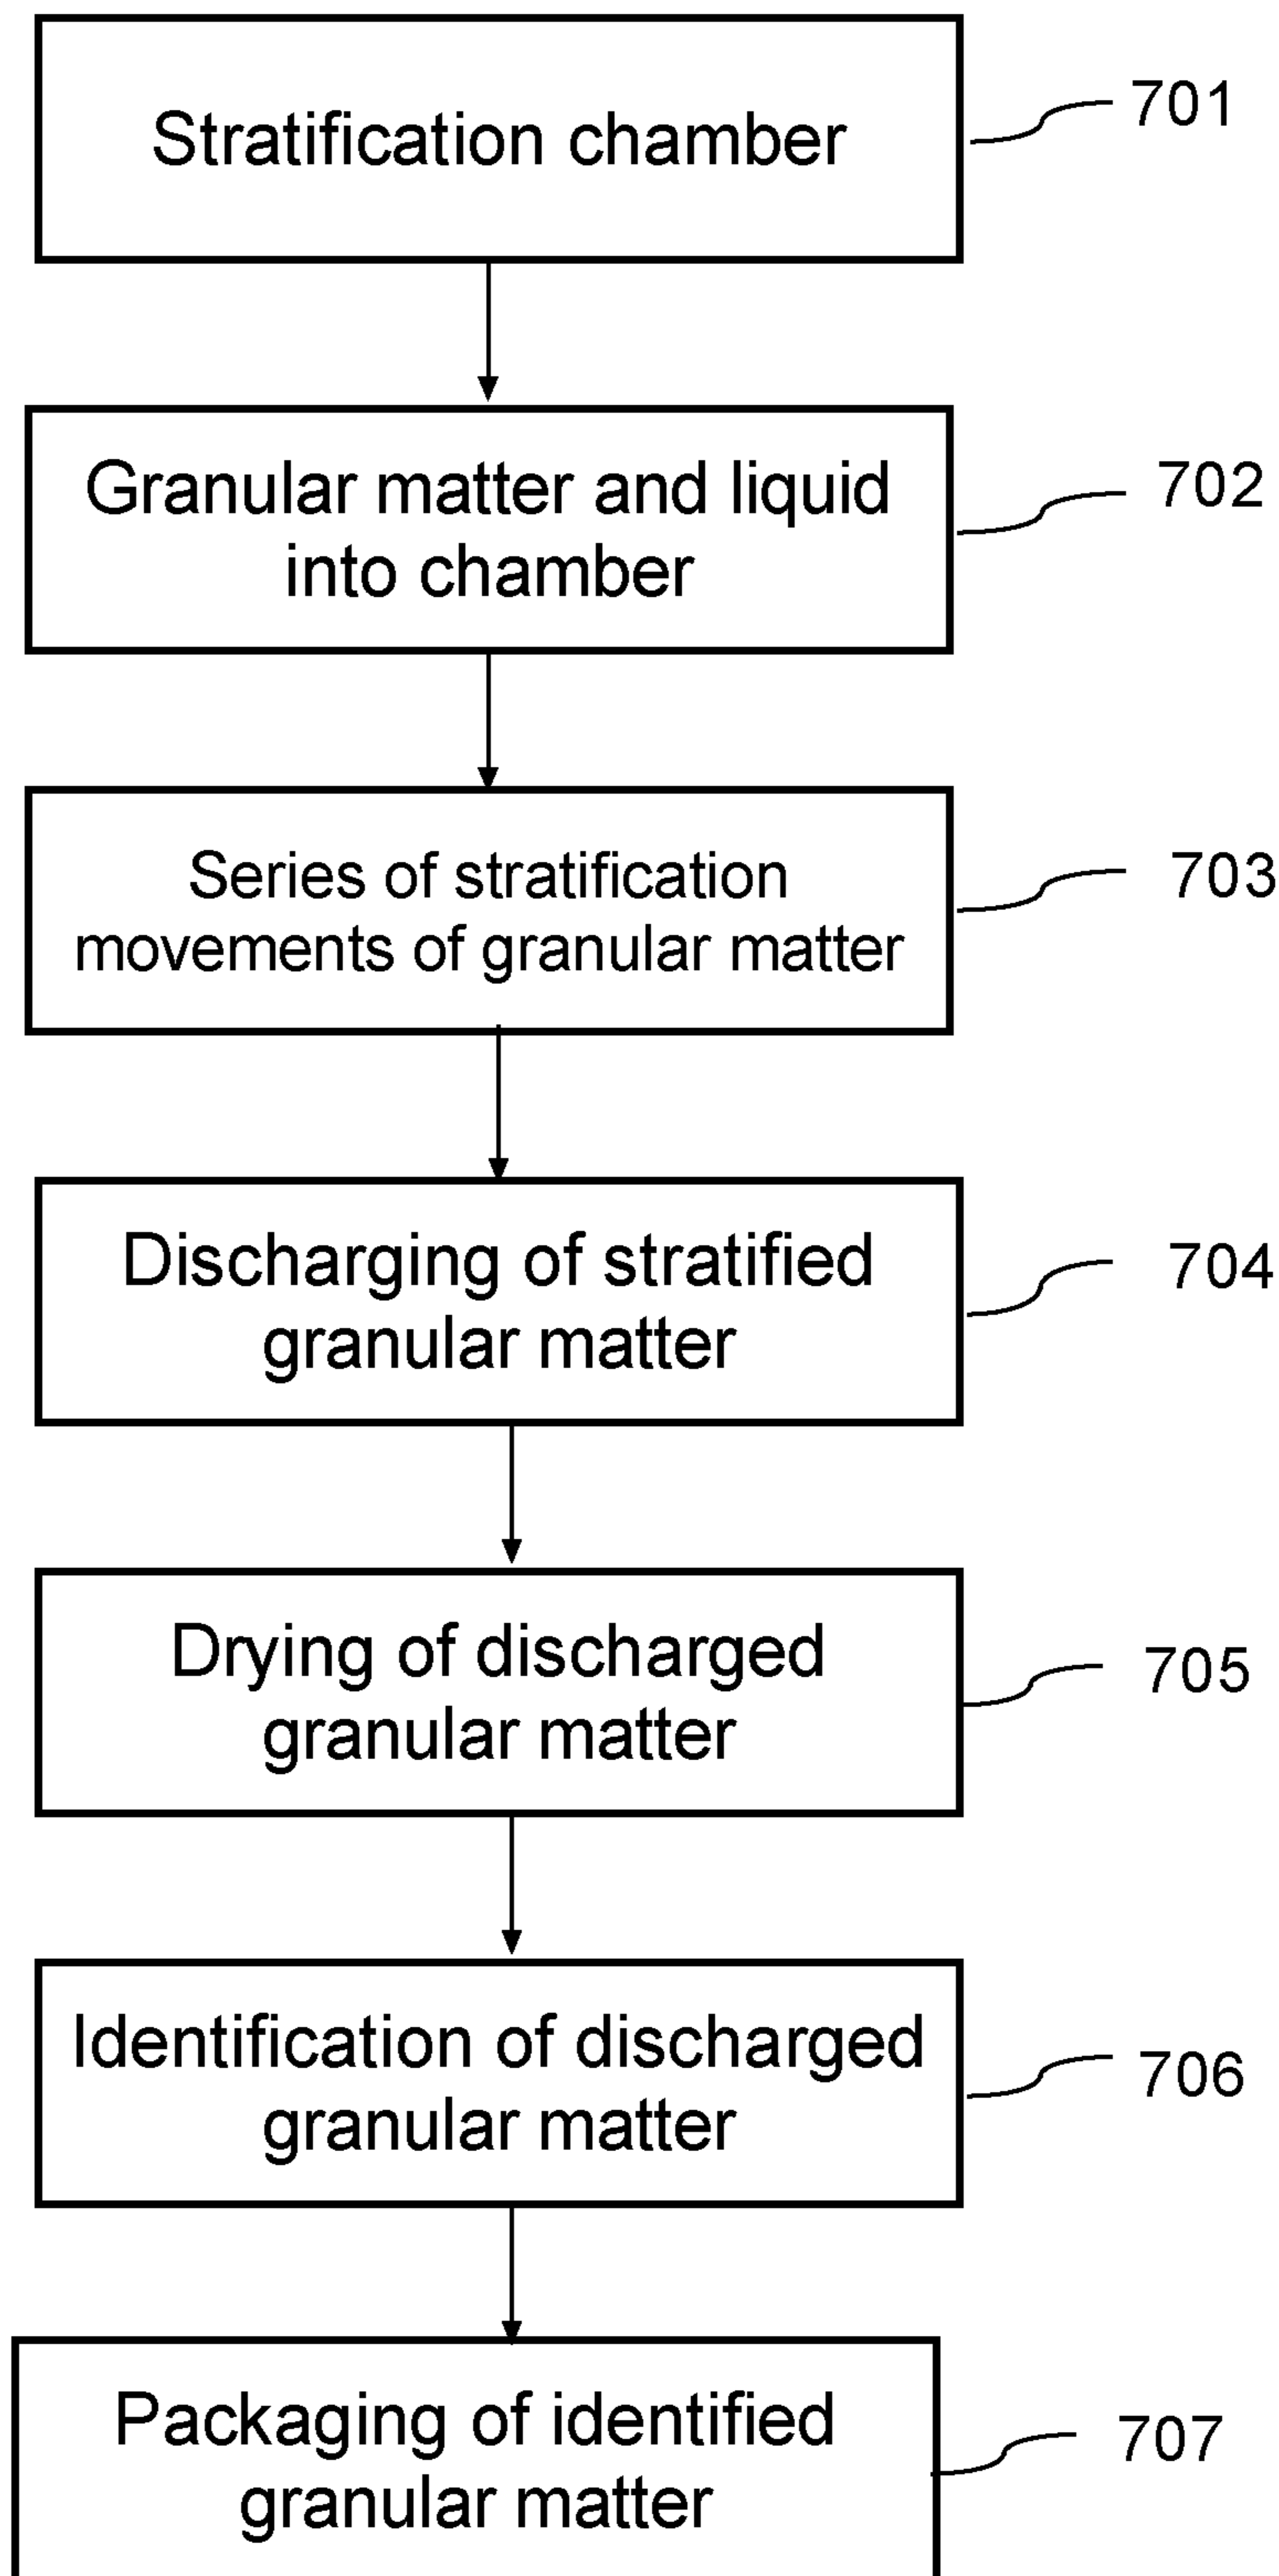 Stratification chamber
701
Granular matter and liquid
into chamber
702
Series of stratification
movements of granular matter
703
Discharging of stratified
granular matter
704
Drying of discharged
granular matter
705
Identification of discharged
granular matter
706
Packaging of identified
granular matter
707